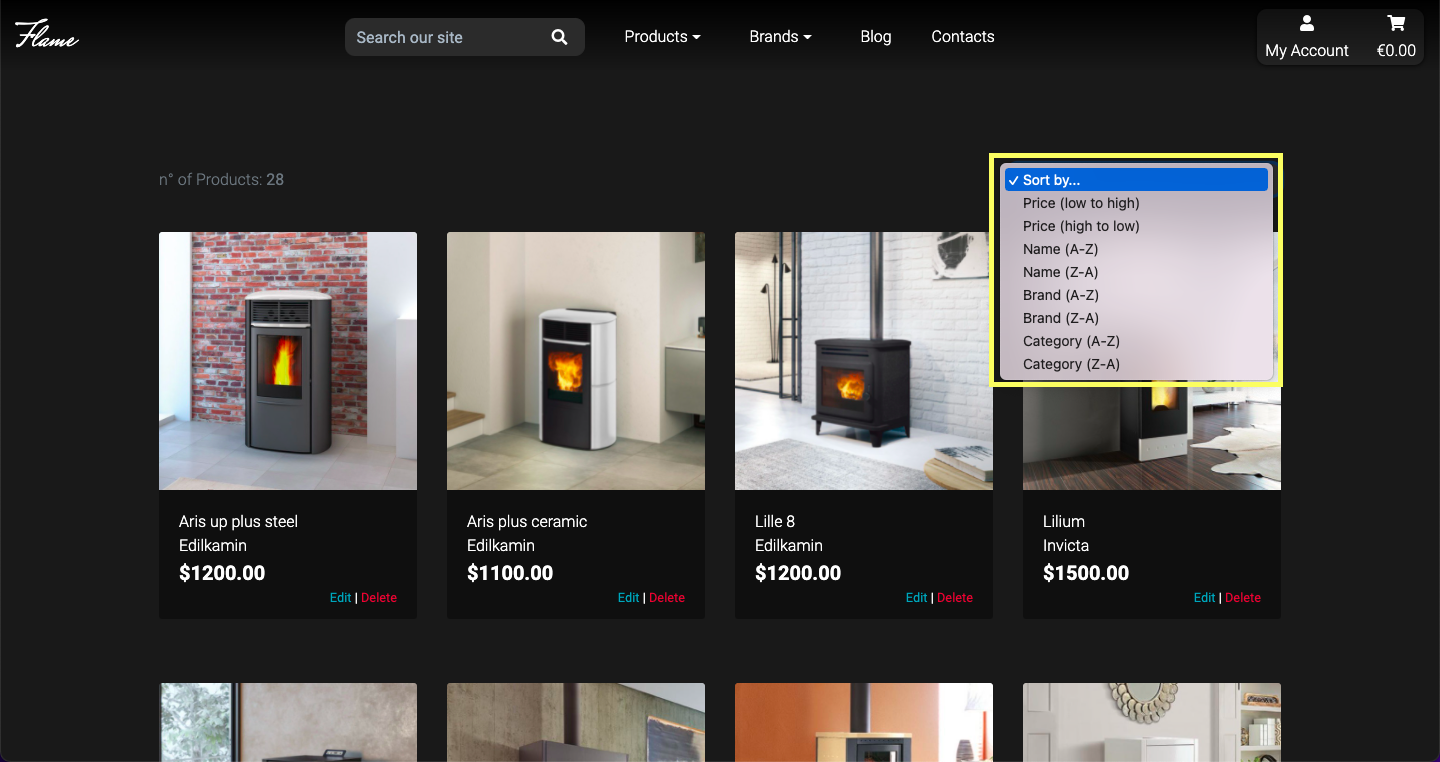 Flame
Search our site
Products
Brands
Blog
Contacts
My Account
€0.00
n° of Products: 28
Sort by...
Price (low to high)
Price (high to low)
Name (A-Z)
Name (Z-A)
Brand (A-Z)
Brand (Z-A)
Category (A-Z)
Category (Z-A)
Aris up plus steel
Edilkamin
$1200.00
Edit | Delete
Aris plus ceramic
Edilkamin
$1100.00
Edit | Delete
Lille 8
Edilkamin
$1200.00
Edit | Delete
Lilium
Invicta
$1500.00
Edit | Delete